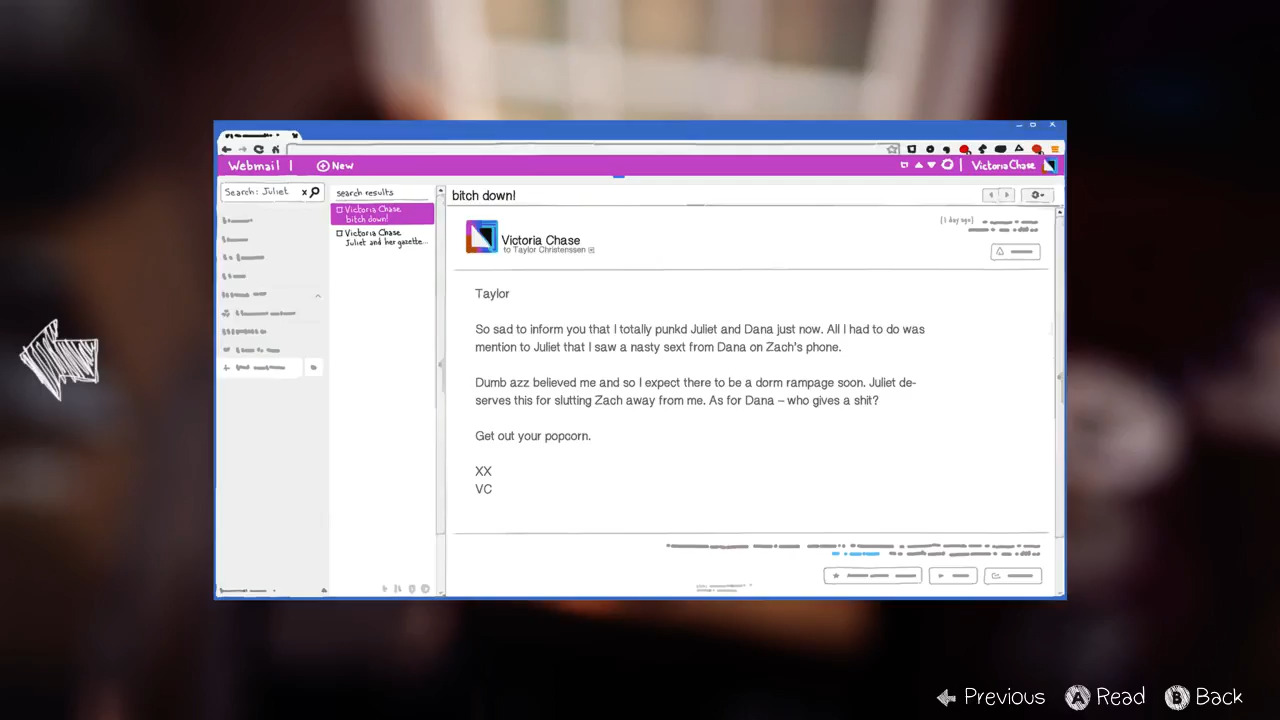 Webmail | New
Victoria Chase
Search: Juliet x
search results
Victoria Chase
bitch down!
Victoria Chase
Juliet and her gazette...
bitch down!
Victoria Chase
to Taylor Christenssen
(1 day ago)
Taylor
So sad to inform you that I totally punkd Juliet and Dana just now. All I had to do was
mention to Juliet that I saw a nasty sext from Dana on Zach's phone.
Dumb azz believed me and so I expect there to be a dorm rampage soon. Juliet de-
serves this for slutting Zach away from me. As for Dana – who gives a shit?
Get out your popcorn.
XX
VC
Previous A Read B Back